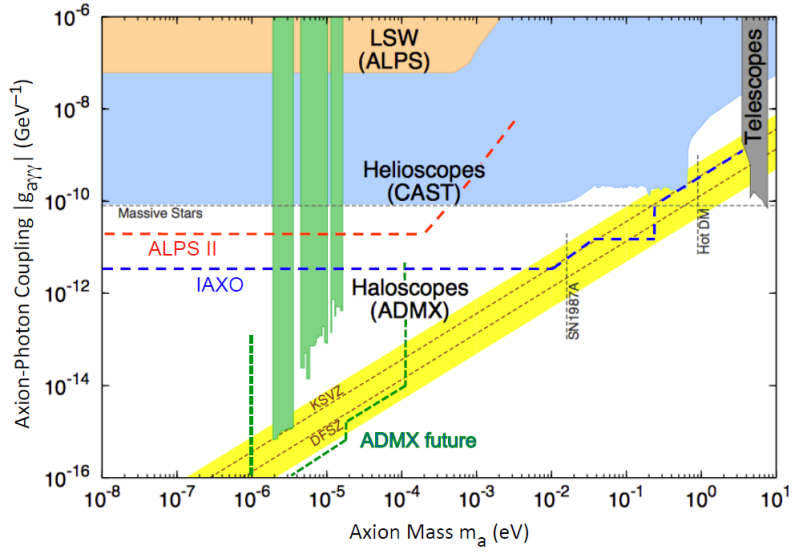 10⁻⁶
10⁻⁸
10⁻¹⁰
10⁻¹²
10⁻¹⁴
10⁻¹⁶
Axion-Photon Coupling |gₐγγ| (GeV⁻¹)
LSW
(ALPS)
Helioscopes
(CAST)
Telescopes
Massive Stars
ALPS II
IAXO
Haloscopes
(ADMX)
Hot DM
SN1987A
KSVZ
DFSZ
ADMX future
10⁻⁸ 10⁻⁷ 10⁻⁶ 10⁻⁵ 10⁻⁴ 10⁻³ 10⁻² 10⁻¹ 10⁰ 10¹
Axion Mass mₐ (eV)